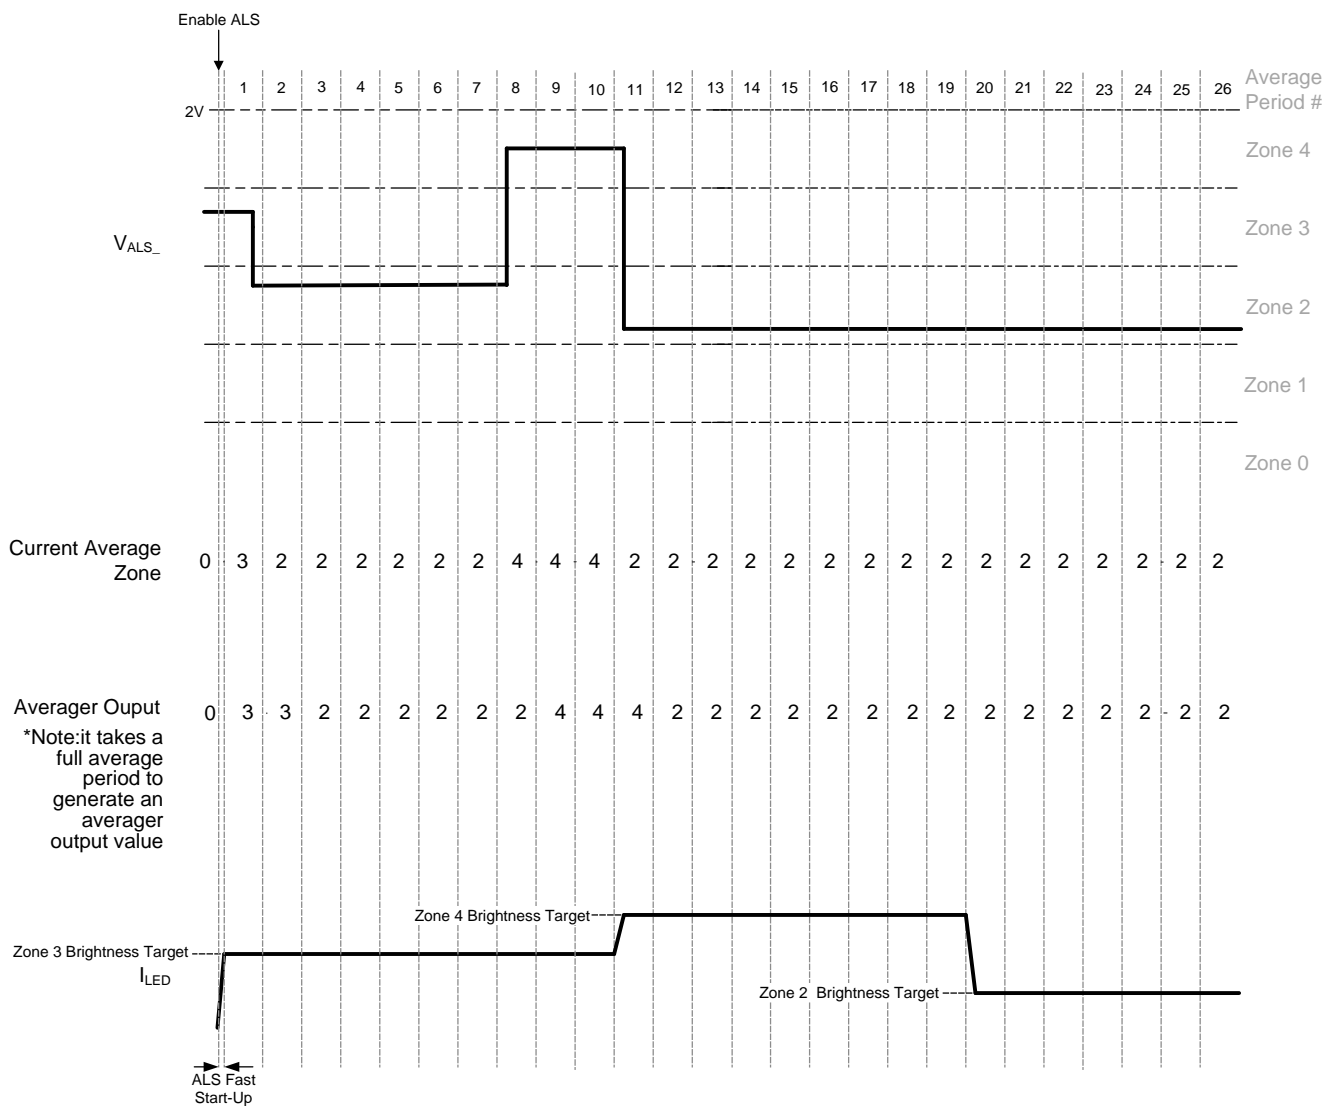 Enable ALS
1 2 3 4 5 6 7 8 9 10 11 12 13 14 15 16 17 18 19 20 21 22 23 24 25 26
Average
Period #
2V
Zone 4
Zone 3
VALS_
Zone 2
Zone 1
Zone 0
Current Average
Zone
0 3 2 2 2 2 2 2 4 4 4 2 2 2 2 2 2 2 2 2 2 2 2 2 2 2 2
Averager Ouput
0 3 3 2 2 2 2 2 2 4 4 4 2 2 2 2 2 2 2 2 2 2 2 2 2 2 2
*Note:it takes a
full average
period to
generate an
averager
output value
Zone 4 Brightness Target
Zone 3 Brightness Target
ILED
Zone 2 Brightness Target
ALS Fast
Start-Up